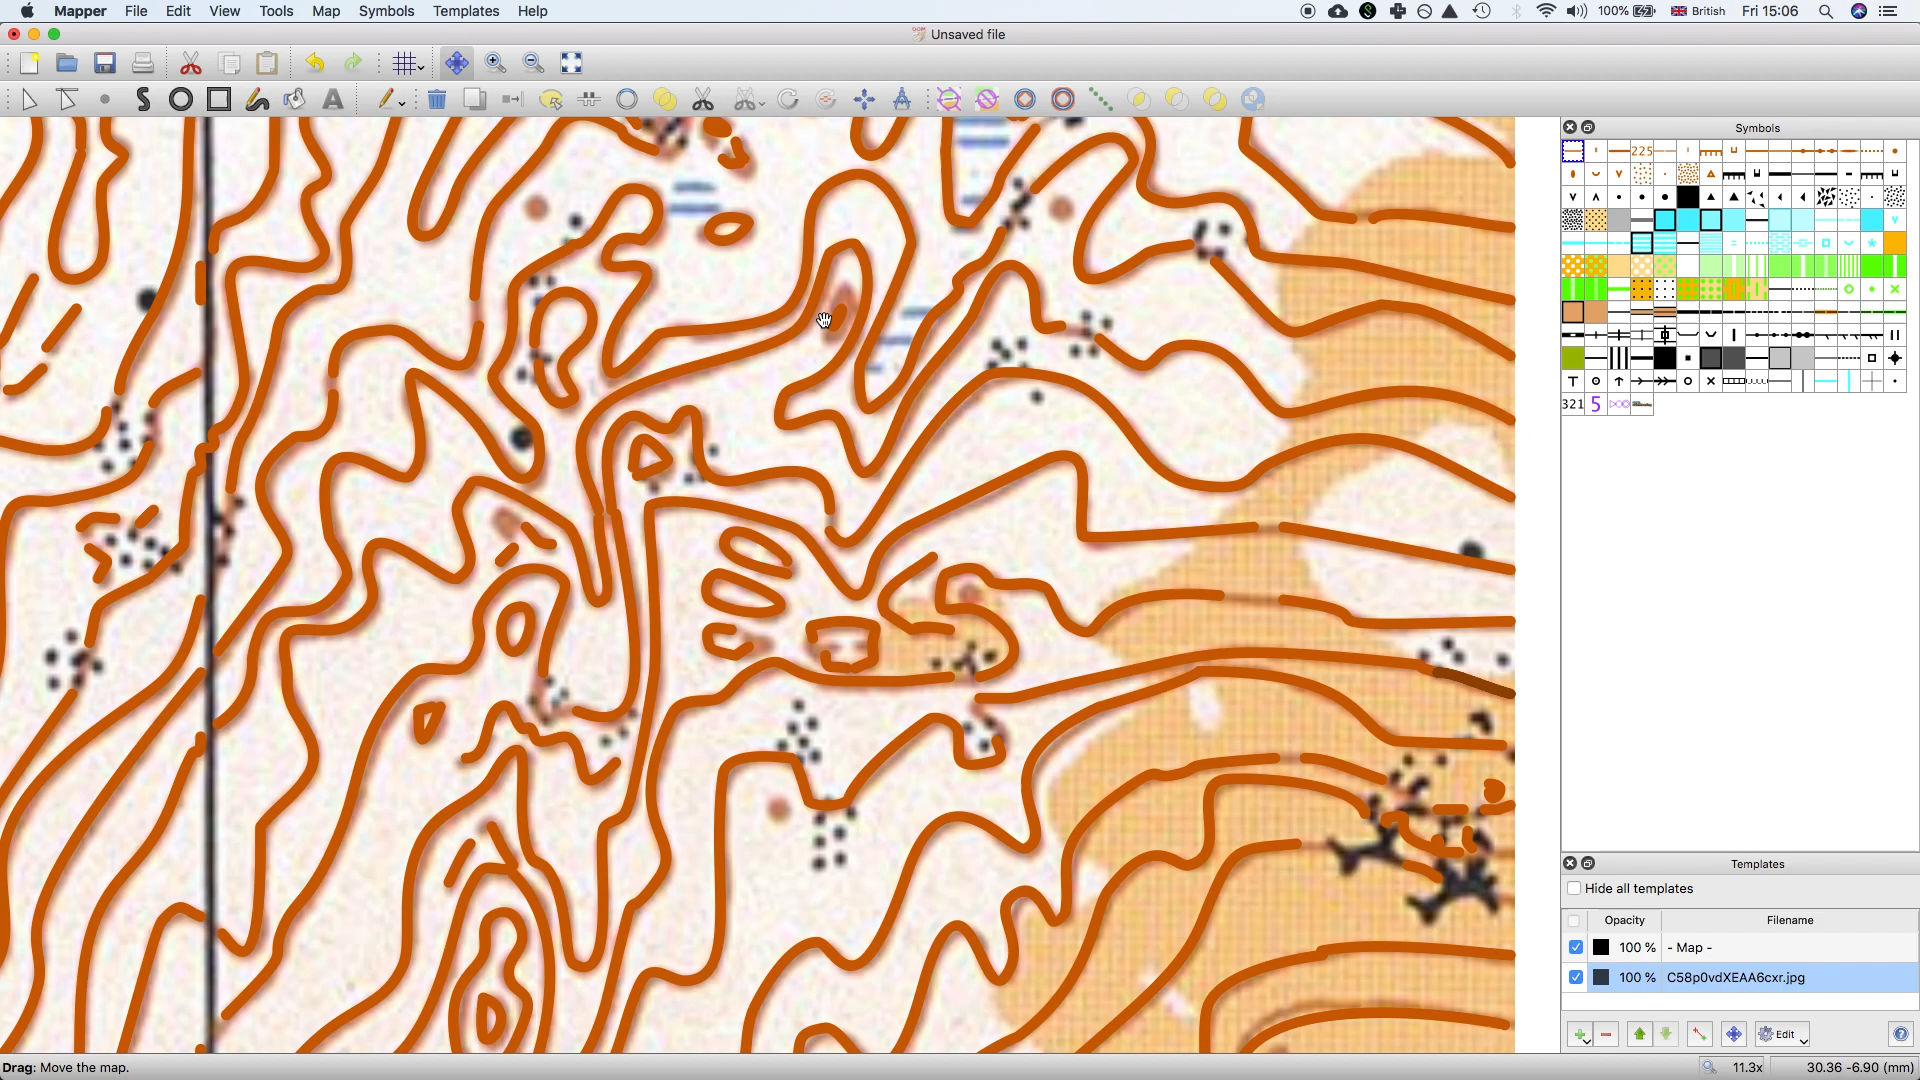 Mapper File Edit View Tools Map Symbols Templates Help 100% British Fri 15:06
Unsaved file
Symbols
225
321 5
Templates
Hide all templates
Opacity Filename
100 % - Map -
100 % C58p0vdXEAA6cxr.jpg
Edit
Drag: Move the map. 11.3x 30.36 -6.90 (mm)